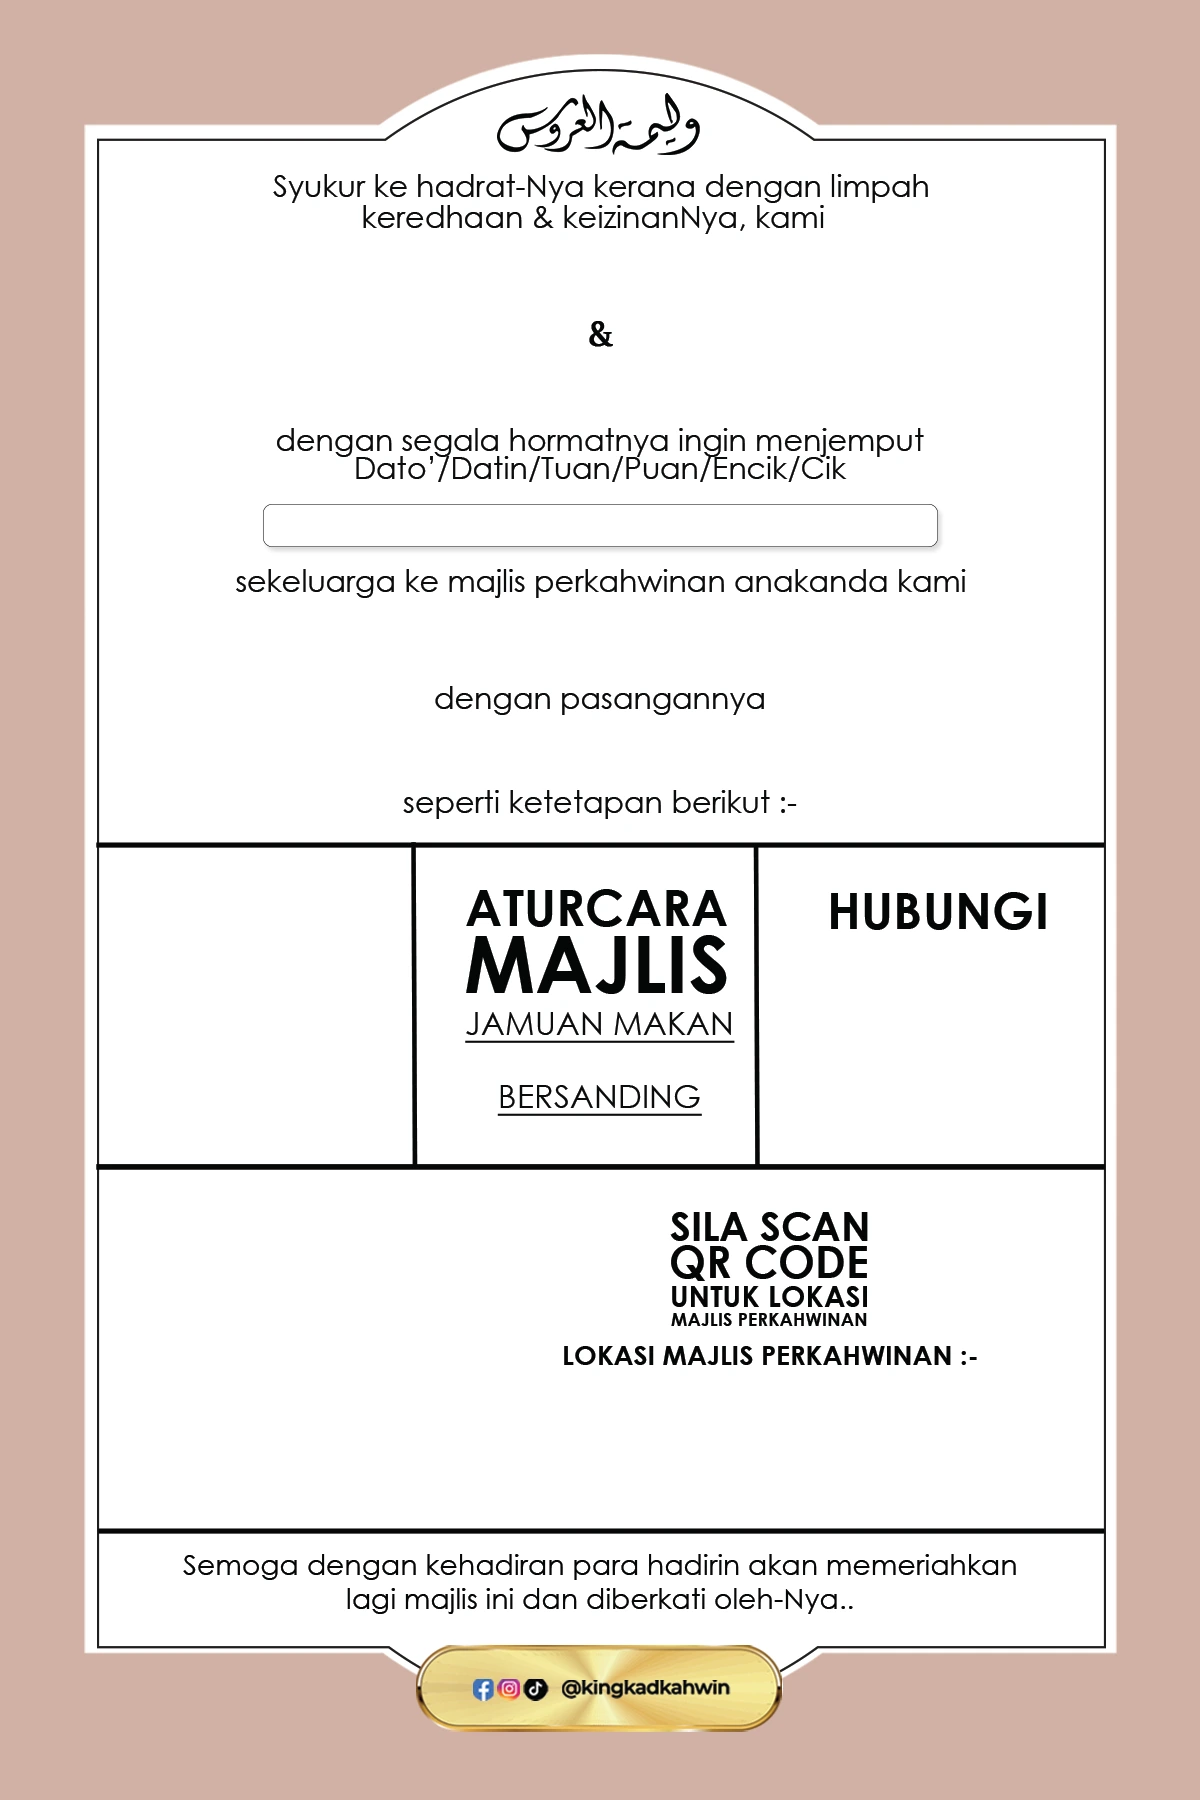 وليمة العروس
Syukur ke hadrat-Nya kerana dengan limpah
keredhaan & keizinanNya, kami
&
dengan segala hormatnya ingin menjemput
Dato’/Datin/Tuan/Puan/Encik/Cik
sekeluarga ke majlis perkahwinan anakanda kami
dengan pasangannya
seperti ketetapan berikut :-
ATURCARA
MAJLIS
JAMUAN MAKAN
BERSANDING
HUBUNGI
SILA SCAN
QR CODE
UNTUK LOKASI
MAJLIS PERKAHWINAN
LOKASI MAJLIS PERKAHWINAN :-
Semoga dengan kehadiran para hadirin akan memeriahkan
lagi majlis ini dan diberkati oleh-Nya..
@kingkadkahwin